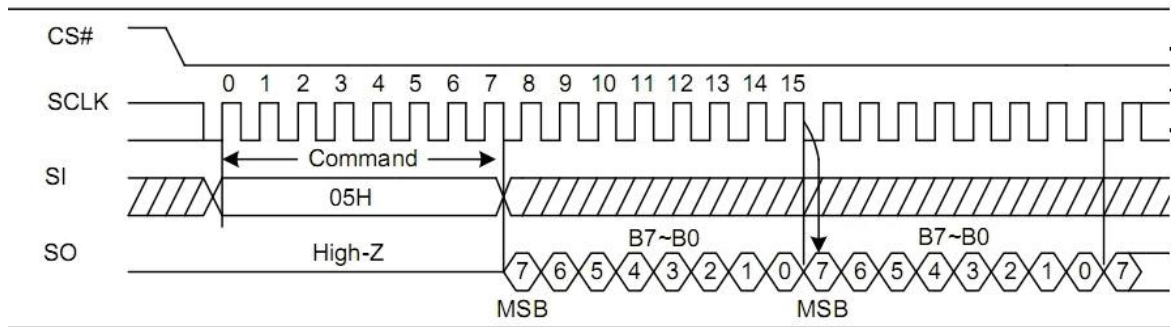 CS#
0 1 2 3 4 5 6 7 8 9 10 11 12 13 14 15
SCLK
Command
SI
05H
B7~B0 B7~B0
SO High-Z
7 6 5 4 3 2 1 0 7 6 5 4 3 2 1 0 7
MSB MSB